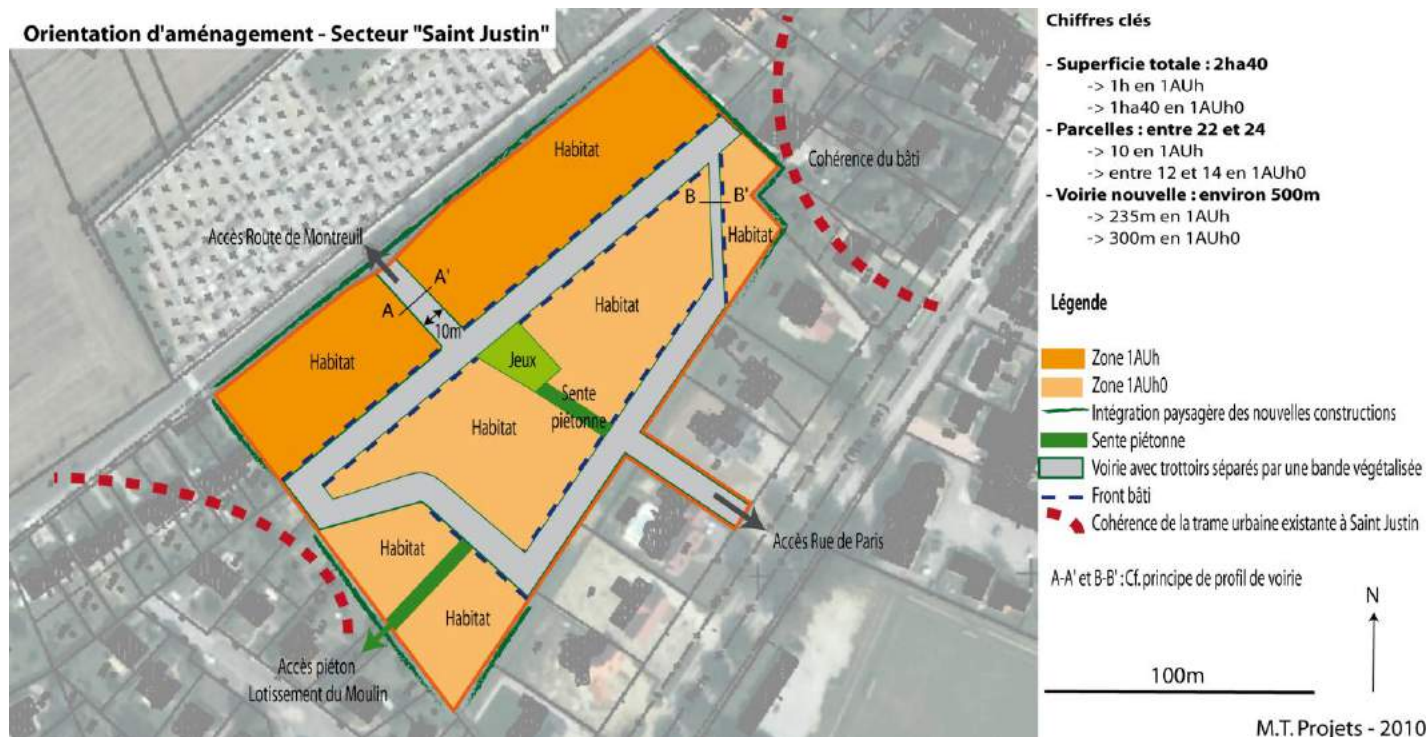 Orientation d'aménagement - Secteur "Saint Justin"
Habitat
Cohérence du bâti
B B'
Accès Route de Montreuil
Habitat
A'
A
10m
Habitat
Habitat
Jeux
Sente
piétonne
Habitat
Accès Rue de Paris
Habitat
Habitat
Accès piéton
Lotissement du Moulin
Chiffres clés
- Superficie totale : 2ha40
-> 1h en 1AUh
-> 1ha40 en 1AUh0
- Parcelles : entre 22 et 24
-> 10 en 1AUh
-> entre 12 et 14 en 1AUh0
- Voirie nouvelle : environ 500m
-> 235m en 1AUh
-> 300m en 1AUh0
Légende
Zone 1AUh
Zone 1AUh0
Intégration paysagère des nouvelles constructions
Sente piétonne
Voirie avec trottoirs séparés par une bande végétalisée
Front bâti
Cohérence de la trame urbaine existante à Saint Justin
A-A' et B-B' : Cf. principe de profil de voirie
N
100m
M.T. Projets - 2010